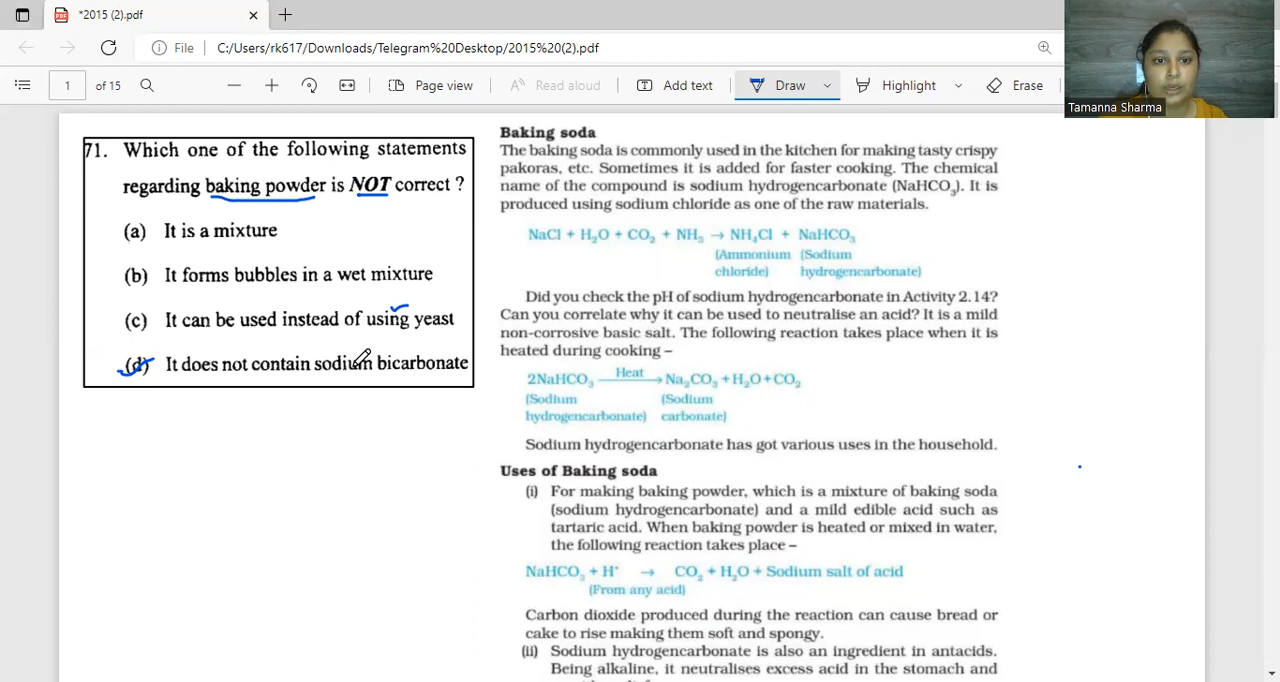 *2015 (2).pdf
File C:/Users/rk617/Downloads/Telegram%20Desktop/2015%20(2).pdf
1 of 15 Page view Read aloud Add text Draw Highlight Erase
Tamanna Sharma
71. Which one of the following statements
regarding baking powder is NOT correct ?
(a) It is a mixture
(b) It forms bubbles in a wet mixture
(c) It can be used instead of using yeast
(d) It does not contain sodium bicarbonate
Baking soda
The baking soda is commonly used in the kitchen for making tasty crispy
pakoras, etc. Sometimes it is added for faster cooking. The chemical
name of the compound is sodium hydrogencarbonate (NaHCO₃). It is
produced using sodium chloride as one of the raw materials.
NaCl + H₂O + CO₂ + NH₃ → NH₄Cl + NaHCO₃
(Ammonium (Sodium
chloride) hydrogencarbonate)
Did you check the pH of sodium hydrogencarbonate in Activity 2.14?
Can you correlate why it can be used to neutralise an acid? It is a mild
non-corrosive basic salt. The following reaction takes place when it is
heated during cooking –
2NaHCO₃ Heat → Na₂CO₃ + H₂O + CO₂
(Sodium (Sodium
hydrogencarbonate) carbonate)
Sodium hydrogencarbonate has got various uses in the household.
Uses of Baking soda
(i) For making baking powder, which is a mixture of baking soda
(sodium hydrogencarbonate) and a mild edible acid such as
tartaric acid. When baking powder is heated or mixed in water,
the following reaction takes place –
NaHCO₃ + H⁺ → CO₂ + H₂O + Sodium salt of acid
(From any acid)
Carbon dioxide produced during the reaction can cause bread or
cake to rise making them soft and spongy.
(ii) Sodium hydrogencarbonate is also an ingredient in antacids.
Being alkaline, it neutralises excess acid in the stomach and